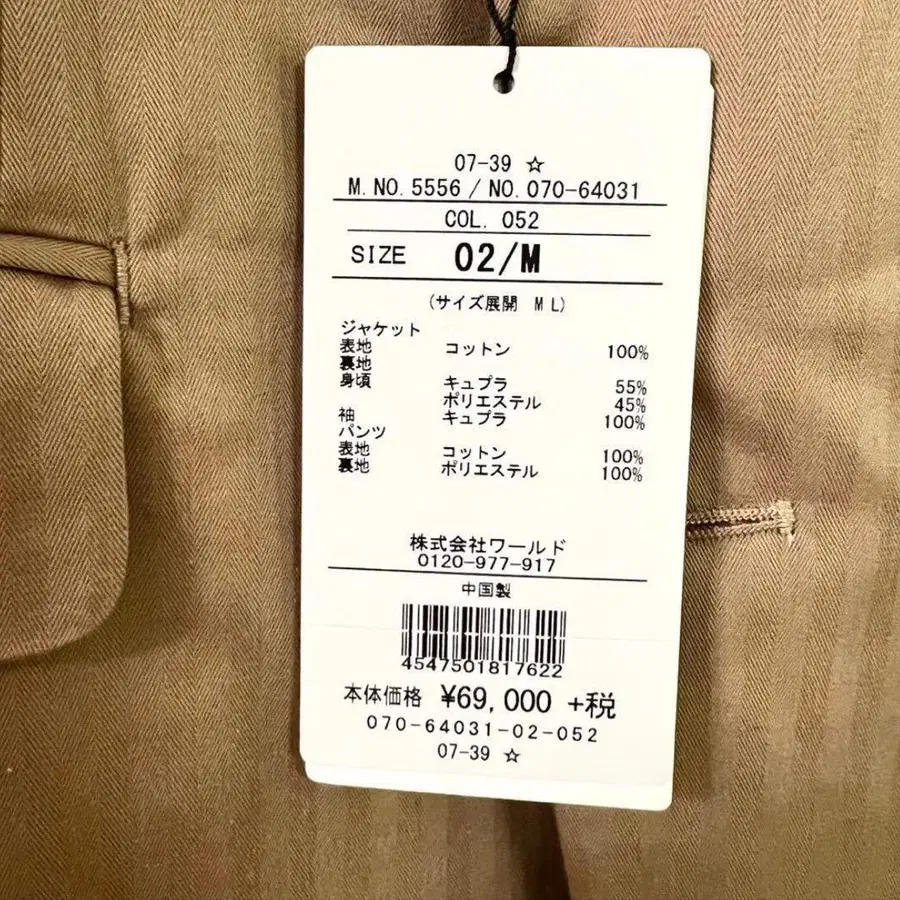 07-39 ☆
M.NO.5556 / NO.070-64031
COL. 052
SIZE 02/M
(サイズ展開 M L)
ジャケット
表地 コットン 100%
裏地
身頃 キュプラ 55%
ポリエステル 45%
袖 キュプラ 100%
パンツ
表地 コットン 100%
裏地 ポリエステル 100%
株式会社ワールド
0120-977-917
中国製
4547501817622
本体価格 ¥69,000 +税
070-64031-02-052
07-39 ☆